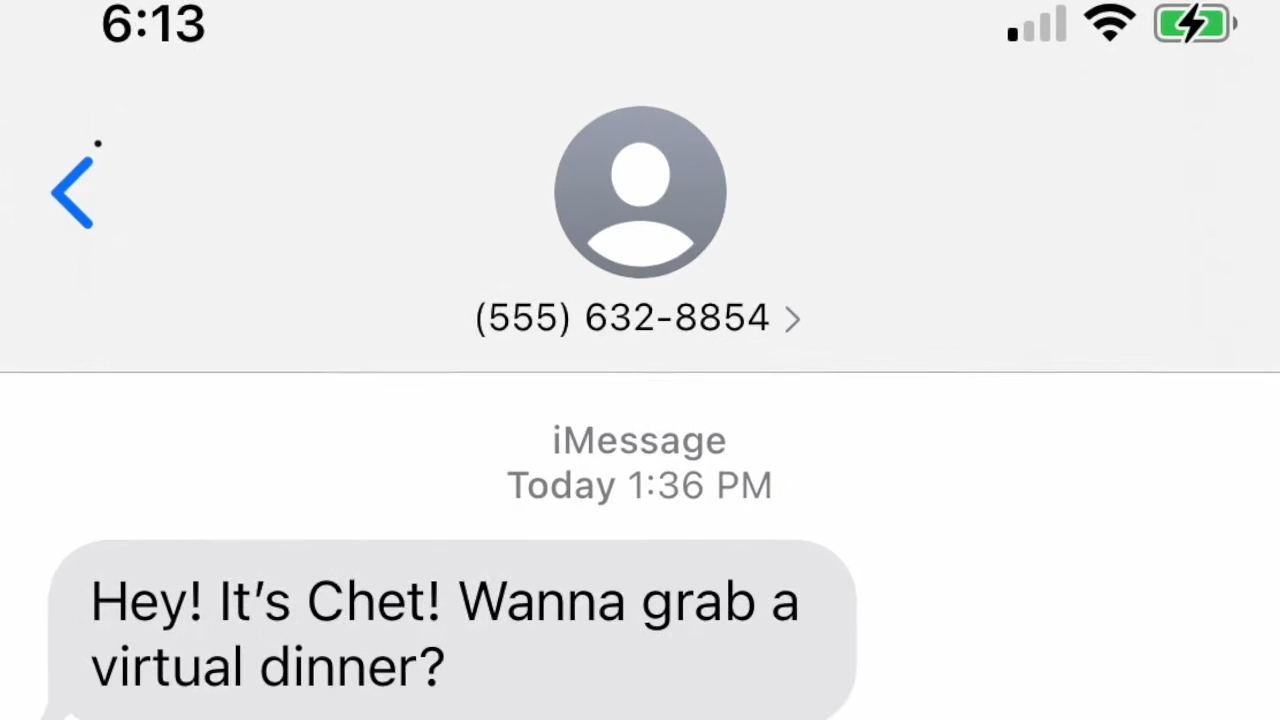 6:13
(555) 632-8854
iMessage
Today 1:36 PM
Hey! It’s Chet! Wanna grab a
virtual dinner?